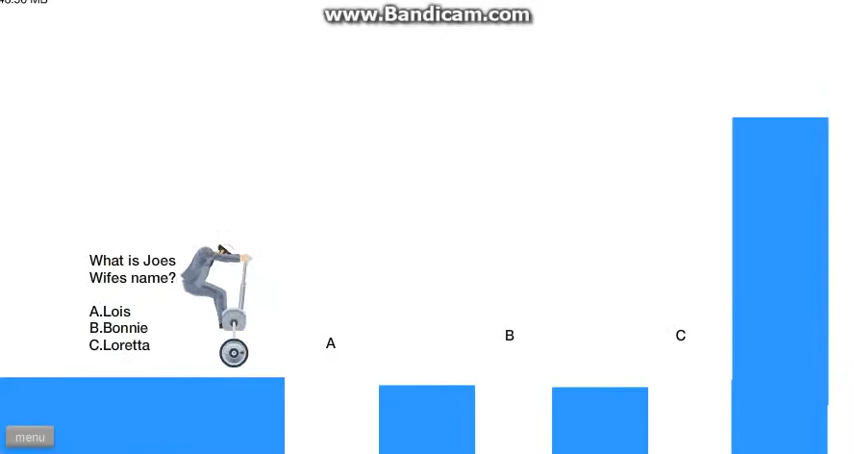 www.Bandicam.com
What is Joes
Wifes name?
A.Lois
B.Bonnie
C.Loretta
A
B
C
menu